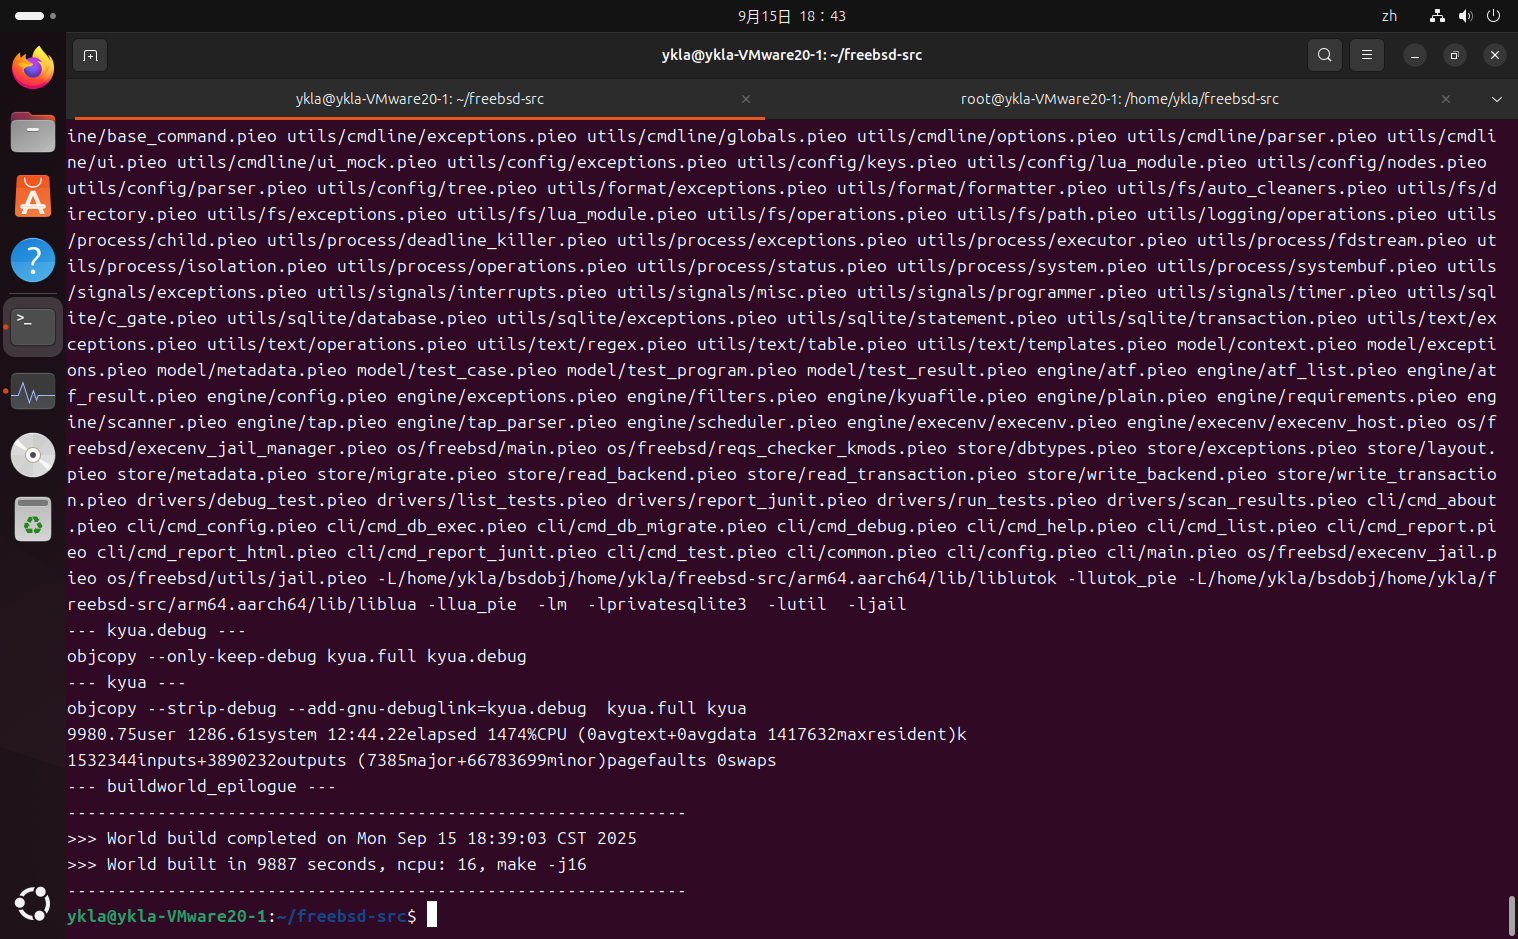 9月15日 18：43
zh
ykla@ykla-VMware20-1: ~/freebsd-src
ykla@ykla-VMware20-1: ~/freebsd-src
root@ykla-VMware20-1: /home/ykla/freebsd-src
ine/base_command.pieo utils/cmdline/exceptions.pieo utils/cmdline/globals.pieo utils/cmdline/options.pieo utils/cmdline/parser.pieo utils/cmdli
ne/ui.pieo utils/cmdline/ui_mock.pieo utils/config/exceptions.pieo utils/config/keys.pieo utils/config/lua_module.pieo utils/config/nodes.pieo
utils/config/parser.pieo utils/config/tree.pieo utils/format/exceptions.pieo utils/format/formatter.pieo utils/fs/auto_cleaners.pieo utils/fs/d
irectory.pieo utils/fs/exceptions.pieo utils/fs/lua_module.pieo utils/fs/operations.pieo utils/fs/path.pieo utils/logging/operations.pieo utils
/process/child.pieo utils/process/deadline_killer.pieo utils/process/exceptions.pieo utils/process/executor.pieo utils/process/fdstream.pieo ut
ils/process/isolation.pieo utils/process/operations.pieo utils/process/status.pieo utils/process/system.pieo utils/process/systembuf.pieo utils
/signals/exceptions.pieo utils/signals/interrupts.pieo utils/signals/misc.pieo utils/signals/programmer.pieo utils/signals/timer.pieo utils/sql
ite/c_gate.pieo utils/sqlite/database.pieo utils/sqlite/exceptions.pieo utils/sqlite/statement.pieo utils/sqlite/transaction.pieo utils/text/ex
ceptions.pieo utils/text/operations.pieo utils/text/regex.pieo utils/text/table.pieo utils/text/templates.pieo model/context.pieo model/excepti
ons.pieo model/metadata.pieo model/test_case.pieo model/test_program.pieo model/test_result.pieo engine/atf.pieo engine/atf_list.pieo engine/at
f_result.pieo engine/config.pieo engine/exceptions.pieo engine/filters.pieo engine/kyuafile.pieo engine/plain.pieo engine/requirements.pieo eng
ine/scanner.pieo engine/tap.pieo engine/tap_parser.pieo engine/scheduler.pieo engine/execenv/execenv.pieo engine/execenv/execenv_host.pieo os/f
reebsd/execenv_jail_manager.pieo os/freebsd/main.pieo os/freebsd/reqs_checker_kmods.pieo store/dbtypes.pieo store/exceptions.pieo store/layout.
pieo store/metadata.pieo store/migrate.pieo store/read_backend.pieo store/read_transaction.pieo store/write_backend.pieo store/write_transactio
n.pieo drivers/debug_test.pieo drivers/list_tests.pieo drivers/report_junit.pieo drivers/run_tests.pieo drivers/scan_results.pieo cli/cmd_about
.pieo cli/cmd_config.pieo cli/cmd_db_exec.pieo cli/cmd_db_migrate.pieo cli/cmd_debug.pieo cli/cmd_help.pieo cli/cmd_list.pieo cli/cmd_report.pi
eo cli/cmd_report_html.pieo cli/cmd_report_junit.pieo cli/cmd_test.pieo cli/common.pieo cli/config.pieo cli/main.pieo os/freebsd/execenv_jail.p
ieo os/freebsd/utils/jail.pieo -L/home/ykla/bsdobj/home/ykla/freebsd-src/arm64.aarch64/lib/liblutok -llutok_pie -L/home/ykla/bsdobj/home/ykla/f
reebsd-src/arm64.aarch64/lib/liblua -llua_pie  -lm  -lprivatesqlite3  -lutil  -ljail
--- kyua.debug ---
objcopy --only-keep-debug kyua.full kyua.debug
--- kyua ---
objcopy --strip-debug --add-gnu-debuglink=kyua.debug  kyua.full kyua
9980.75user 1286.61system 12:44.22elapsed 1474%CPU (0avgtext+0avgdata 1417632maxresident)k
1532344inputs+3890232outputs (7385major+66783699minor)pagefaults 0swaps
--- buildworld_epilogue ---
--------------------------------------------------------------
>>> World build completed on Mon Sep 15 18:39:03 CST 2025
>>> World built in 9887 seconds, ncpu: 16, make -j16
--------------------------------------------------------------
ykla@ykla-VMware20-1:~/freebsd-src$